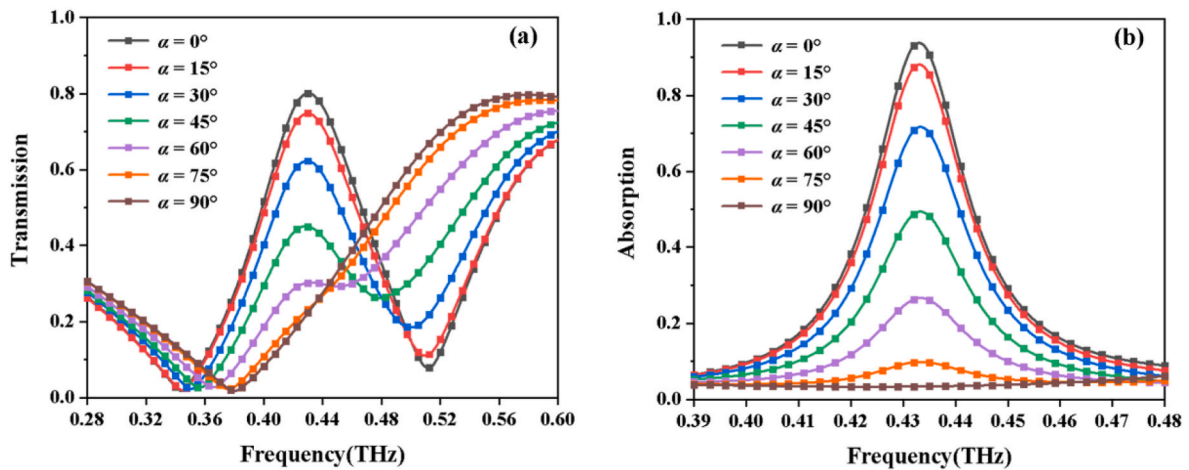 1.0
0.8
0.6
0.4
0.2
0.0
Transmission
α = 0°
α = 15°
α = 30°
α = 45°
α = 60°
α = 75°
α = 90°
(a)
0.28 0.32 0.36 0.40 0.44 0.48 0.52 0.56 0.60
Frequency(THz)
1.0
0.8
0.6
0.4
0.2
0.0
Absorption
α = 0°
α = 15°
α = 30°
α = 45°
α = 60°
α = 75°
α = 90°
(b)
0.39 0.40 0.41 0.42 0.43 0.44 0.45 0.46 0.47 0.48
Frequency(THz)